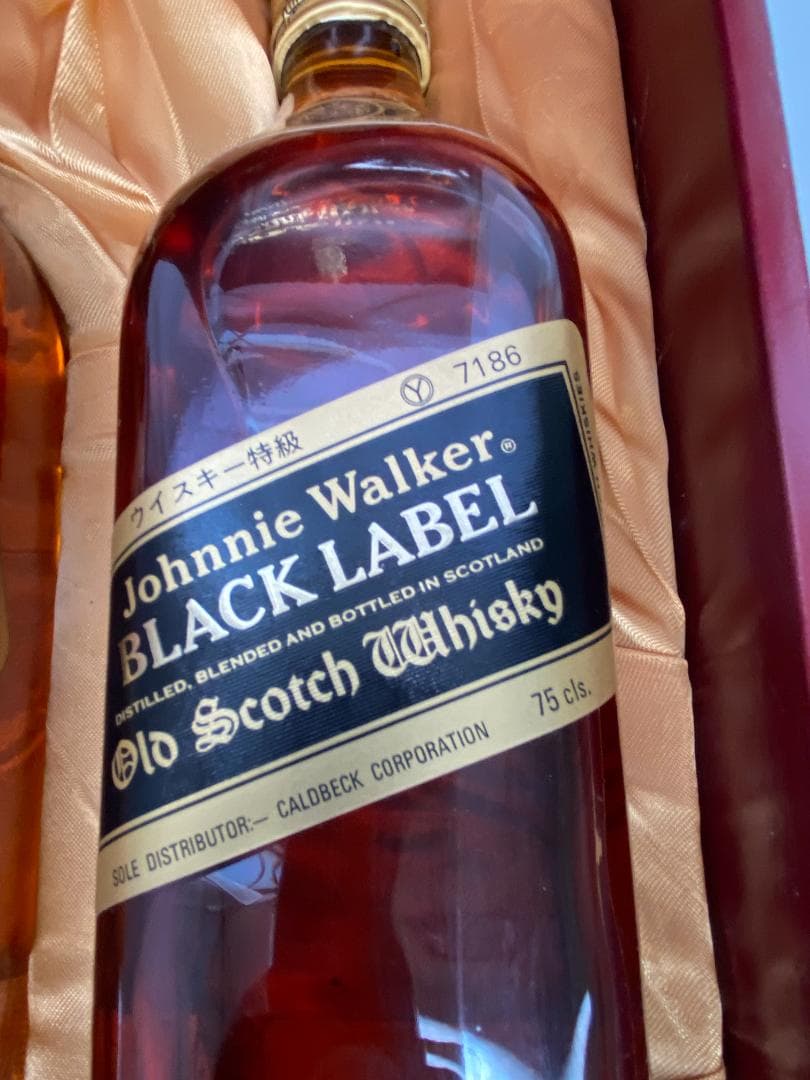 ウイスキー特級 Ⓨ 7186
Johnnie Walker®
BLACK LABEL
DISTILLED, BLENDED AND BOTTLED IN SCOTLAND
Old Scotch Whisky
75 cls.
SOLE DISTRIBUTOR:— CALDBECK CORPORATION